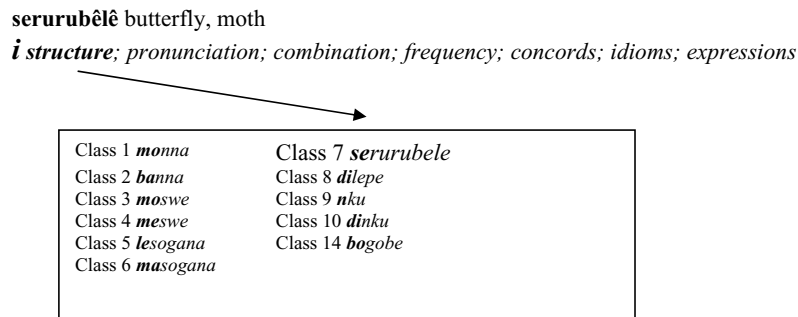 serurubêlê butterfly, moth
i structure; pronunciation; combination; frequency; concords; idioms; expressions
Class 1 monna
Class 2 banna
Class 3 moswe
Class 4 meswe
Class 5 lesogana
Class 6 masogana
Class 7 serurubele
Class 8 dilepe
Class 9 nku
Class 10 dinku
Class 14 bogobe